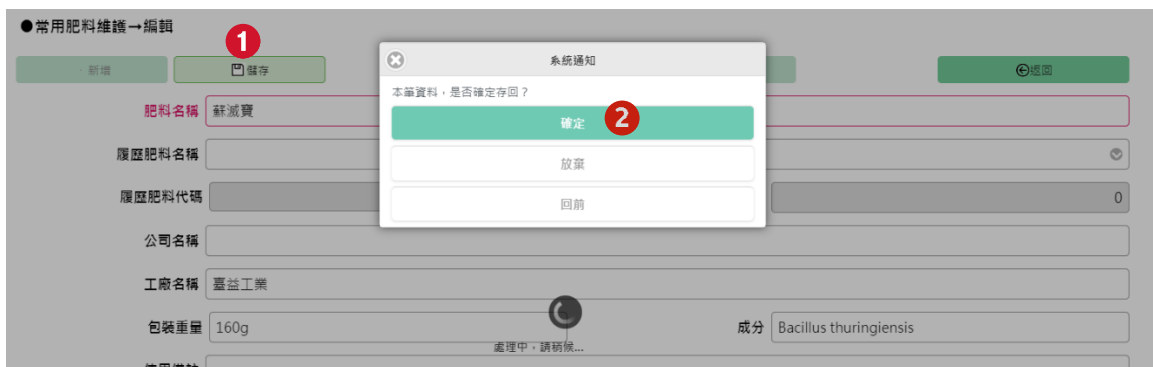 ●常用肥料維護→編輯
1
新增
儲存
返回
系統通知
本筆資料，是否確定存回？
確定
2
放棄
回前
肥料名稱
蘇滅寶
履歷肥料名稱
履歷肥料代碼
0
公司名稱
工廠名稱
臺益工業
包裝重量
160g
成分
Bacillus thuringiensis
處理中，請稍候...